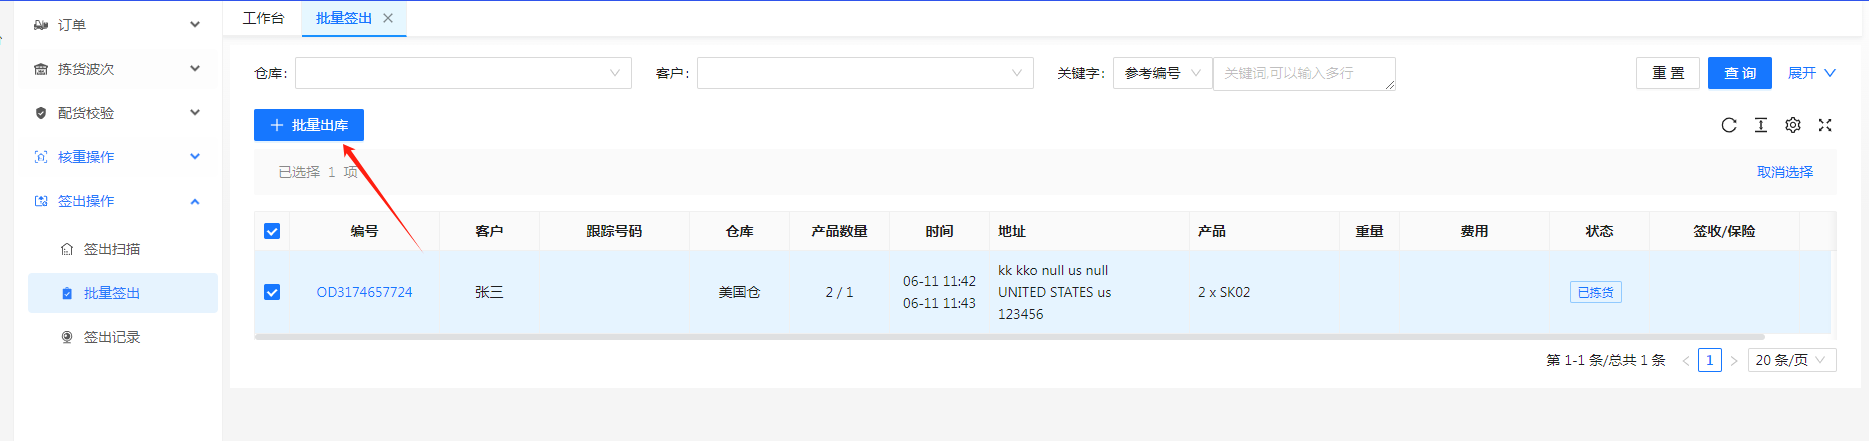 订单
拣货波次
配货校验
核重操作
签出操作
签出扫描
批量签出
签出记录
工作台 批量签出
仓库: 客户: 关键字: 参考编号 关键词,可以输入多行 重 置 查 询 展开
批量出库
已选择 1 项 取消选择
编号 客户 跟踪号码 仓库 产品数量 时间 地址 产品 重量 费用 状态 签收/保险
OD3174657724 张三 美国仓 2 / 1 06-11 11:42 06-11 11:43 kk kko null us null UNITED STATES us 123456 2 x SK02 已拣货
第 1-1 条/总共 1 条 1 20 条/页